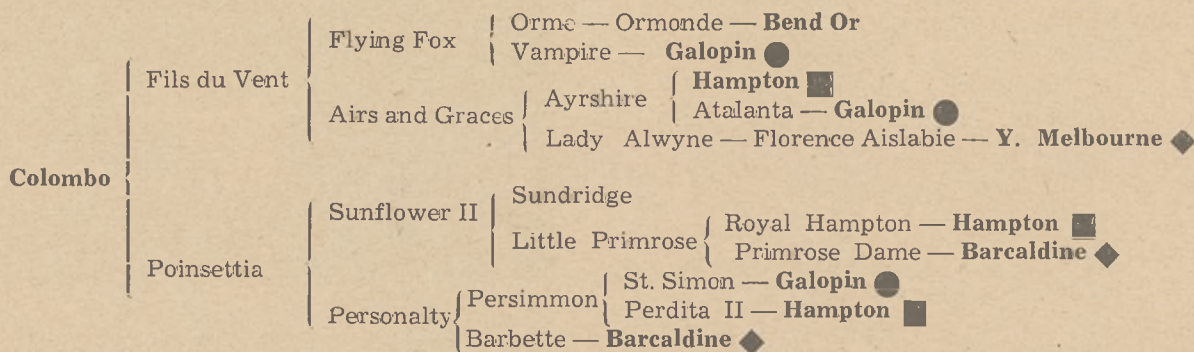 Orme — Ormonde — Bend Or
Flying Fox
Vampire — Galopin ●
Fils du Vent
Hampton ■
Ayrshire
Airs and Graces
Atalanta — Galopin ●
Lady Alwyne — Florence Aislabie — Y. Melbourne ◆
Colombo
Sundridge
Sunflower II
Royal Hampton — Hampton ■
Little Primrose
Primrose Dame — Barcaldine ◆
Poinsettia
St. Simon — Galopin ●
Persimmon
Perdita II — Hampton ■
Personalty
Barbette — Barcaldine ◆